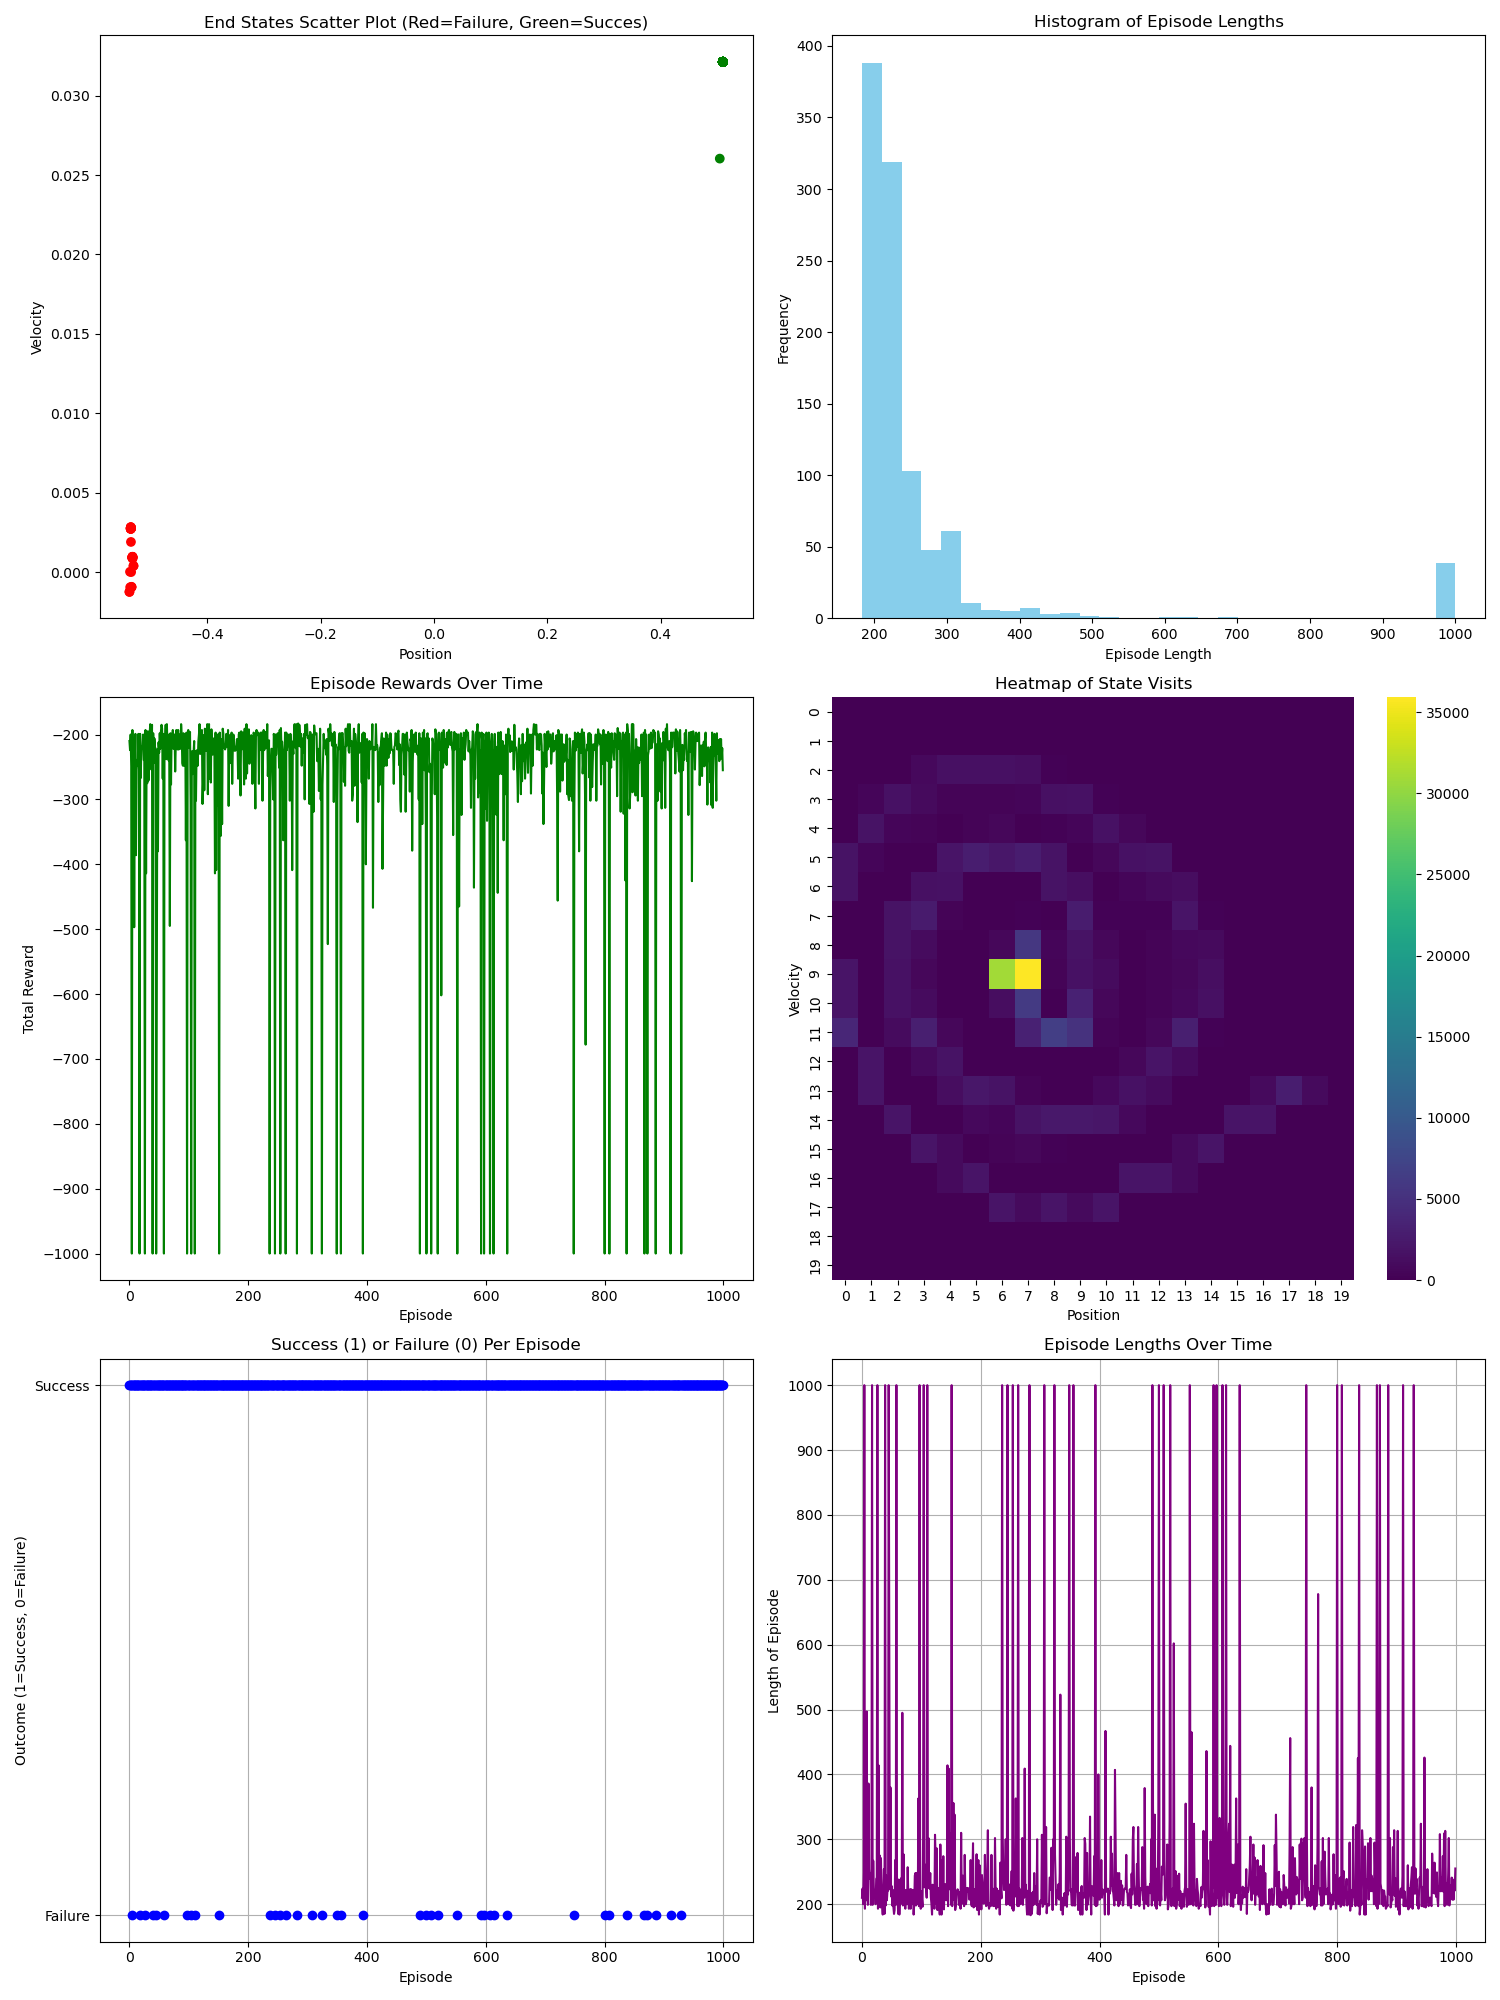 End States Scatter Plot (Red=Failure, Green=Succes)
Velocity
0.030
0.025
0.020
0.015
0.010
0.005
0.000
−0.4 −0.2 0.0 0.2 0.4
Position
Histogram of Episode Lengths
Frequency
400
350
300
250
200
150
100
50
0
200 300 400 500 600 700 800 900 1000
Episode Length
Episode Rewards Over Time
Total Reward
−200
−300
−400
−500
−600
−700
−800
−900
−1000
0 200 400 600 800 1000
Episode
Heatmap of State Visits
Velocity
0
1
2
3
4
5
6
7
8
9
10
11
12
13
14
15
16
17
18
19
0 1 2 3 4 5 6 7 8 9 10 11 12 13 14 15 16 17 18 19
Position
35000
30000
25000
20000
15000
10000
5000
0
Success (1) or Failure (0) Per Episode
Outcome (1=Success, 0=Failure)
Success
Failure
0 200 400 600 800 1000
Episode
Episode Lengths Over Time
Length of Episode
1000
900
800
700
600
500
400
300
200
0 200 400 600 800 1000
Episode